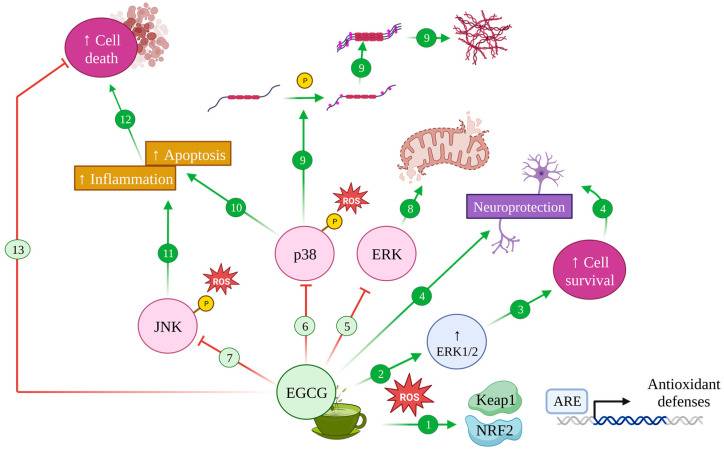 ↑ Cell
death
9
9
P
12
↑ Apoptosis
↑ Inflammation
9
8
Neuroprotection
4
10
ROS
P
13
11
p38
ERK
↑ Cell
survival
ROS
P
4
3
JNK
6
5
↑
ERK1/2
7
2
EGCG
ROS
1
Keap1
NRF2
ARE
Antioxidant
defenses